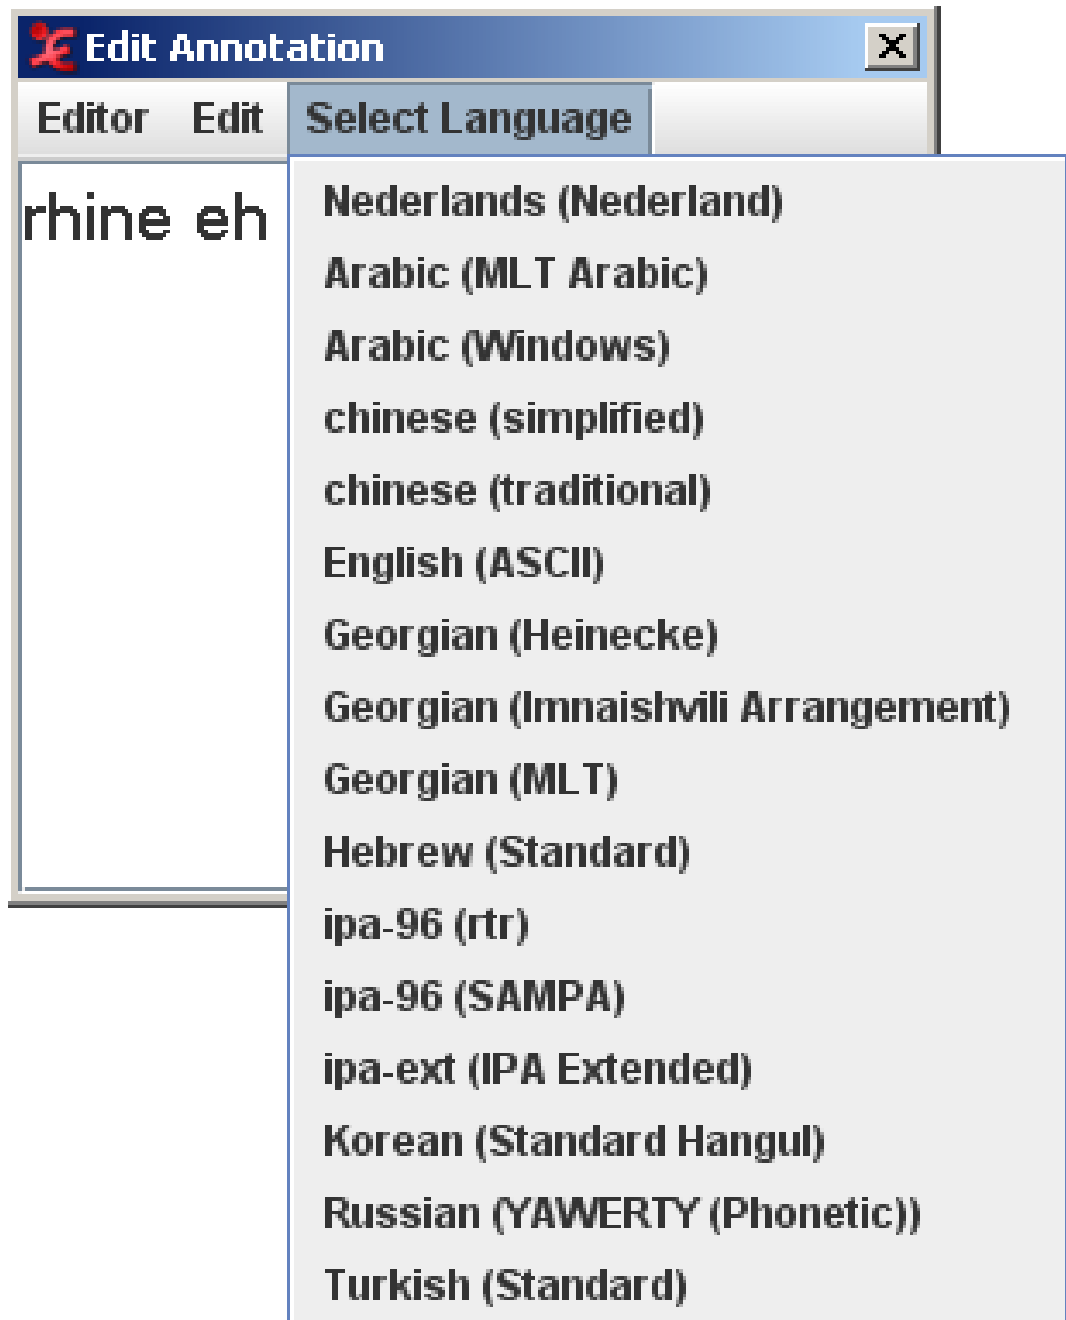 Edit Annotation
Editor Edit Select Language
rhine eh
Nederlands (Nederland)
Arabic (MLT Arabic)
Arabic (Windows)
chinese (simplified)
chinese (traditional)
English (ASCII)
Georgian (Heinecke)
Georgian (Imnaishvili Arrangement)
Georgian (MLT)
Hebrew (Standard)
ipa-96 (rtr)
ipa-96 (SAMPA)
ipa-ext (IPA Extended)
Korean (Standard Hangul)
Russian (YAWERTY (Phonetic))
Turkish (Standard)